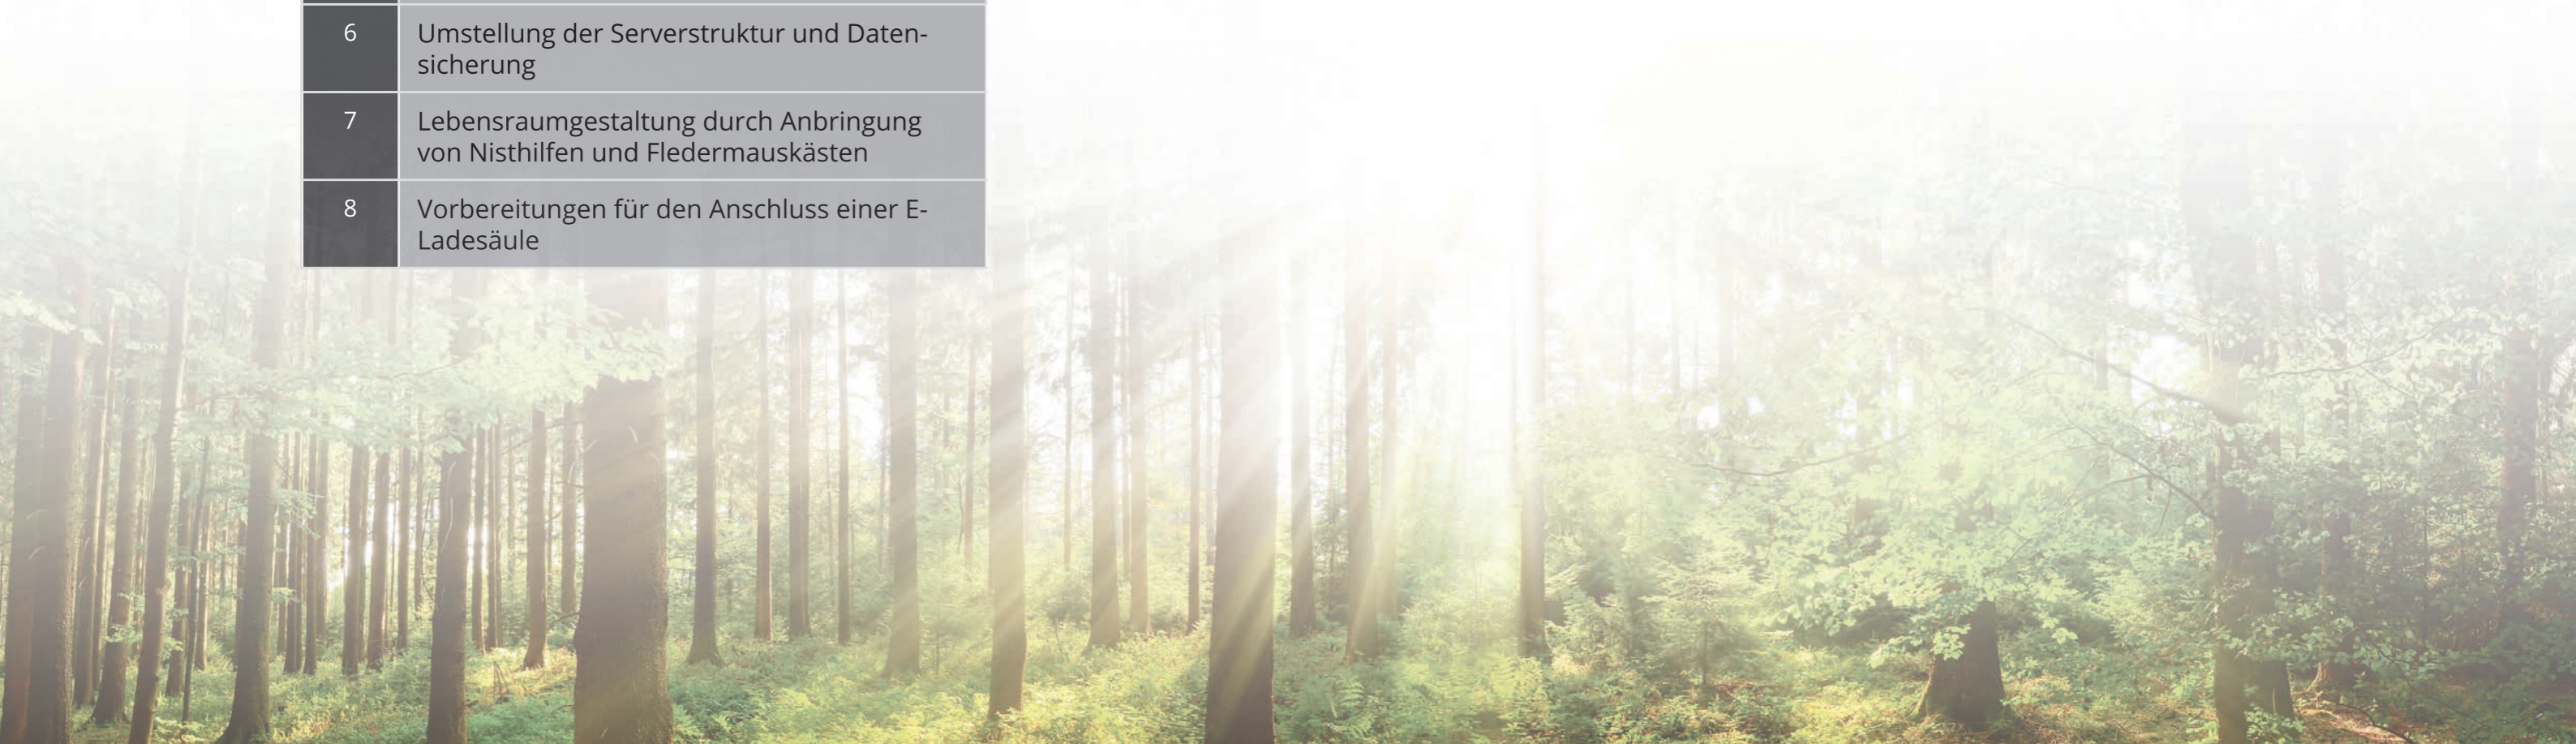 6
Umstellung der Serverstruktur und Daten-
sicherung
7
Lebensraumgestaltung durch Anbringung
von Nisthilfen und Fledermauskästen
8
Vorbereitungen für den Anschluss einer E-
Ladesäule